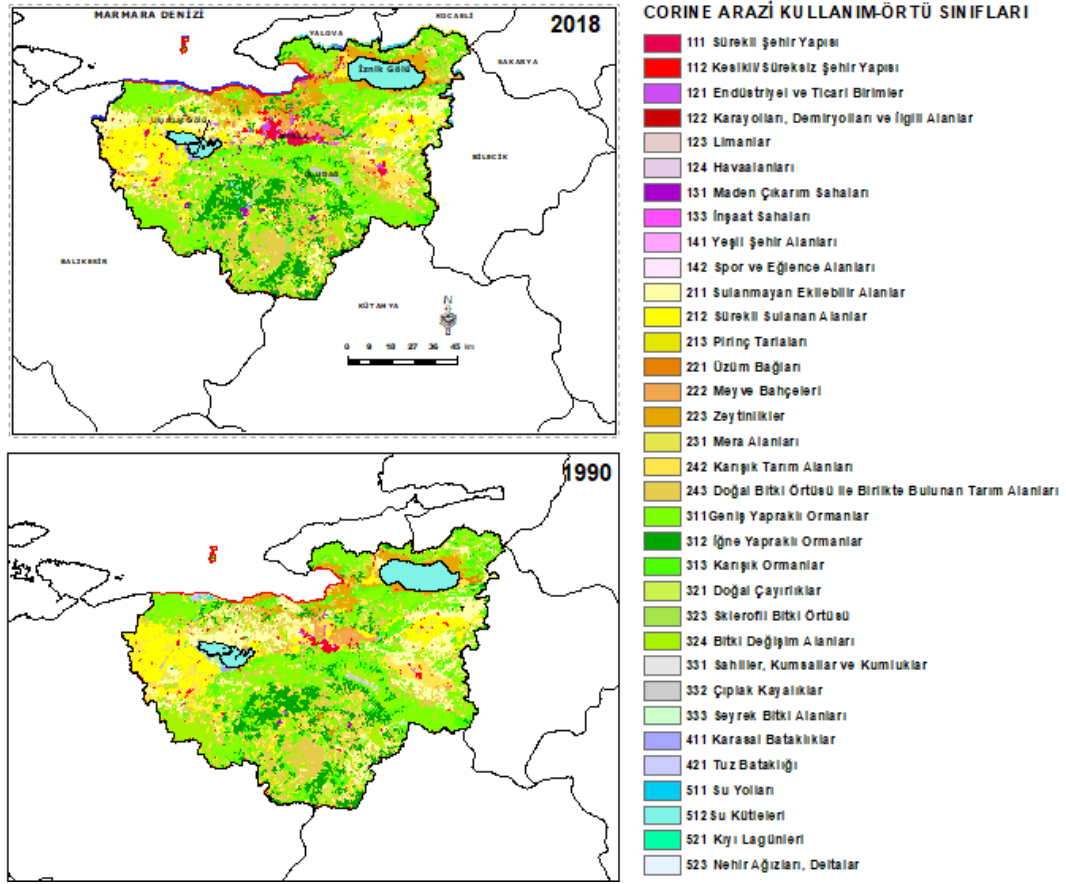 MARMARA DENİZİ
KOCAELİ
YALOVA
2018
SAKARYA
İznik Gölü
BİLECİK
ULUDAĞ
BALIKESİR
KÜTAHYA
N
0 9 18 27 36 45 km
1990
CORINE ARAZİ KULLANIM-ÖRTÜ SINIFLARI
111 Sürekli Şehir Yapısı
112 Kesikli/Süreksiz Şehir Yapısı
121 Endüstriyel ve Ticari Birimler
122 Karayolları, Demiryolları ve İlgili Alanlar
123 Limanlar
124 Havaalanları
131 Maden Çıkarım Sahaları
133 İnşaat Sahaları
141 Yeşil Şehir Alanları
142 Spor ve Eğlence Alanları
211 Sulanmayan Ekilebilir Alanlar
212 Sürekli Sulanan Alanlar
213 Pirinç Tarlaları
221 Üzüm Bağları
222 Meyve Bahçeleri
223 Zeytinlikler
231 Mera Alanları
242 Karışık Tarım Alanları
243 Doğal Bitki Örtüsü ile Birlikte Bulunan Tarım Alanları
311Geniş Yapraklı Ormanlar
312 İğne Yapraklı Ormanlar
313 Karışık Ormanlar
321 Doğal Çayırlıklar
323 Sklerofil Bitki Örtüsü
324 Bitki Değişim Alanları
331 Sahiller, Kumsallar ve Kumluklar
332 Çıplak Kayalıklar
333 Seyrek Bitki Alanları
411 Karasal Bataklıklar
421 Tuz Bataklığı
511 Su Yolları
512Su Kütleleri
521 Kıyı Lagünleri
523 Nehir Ağızları, Deltalar